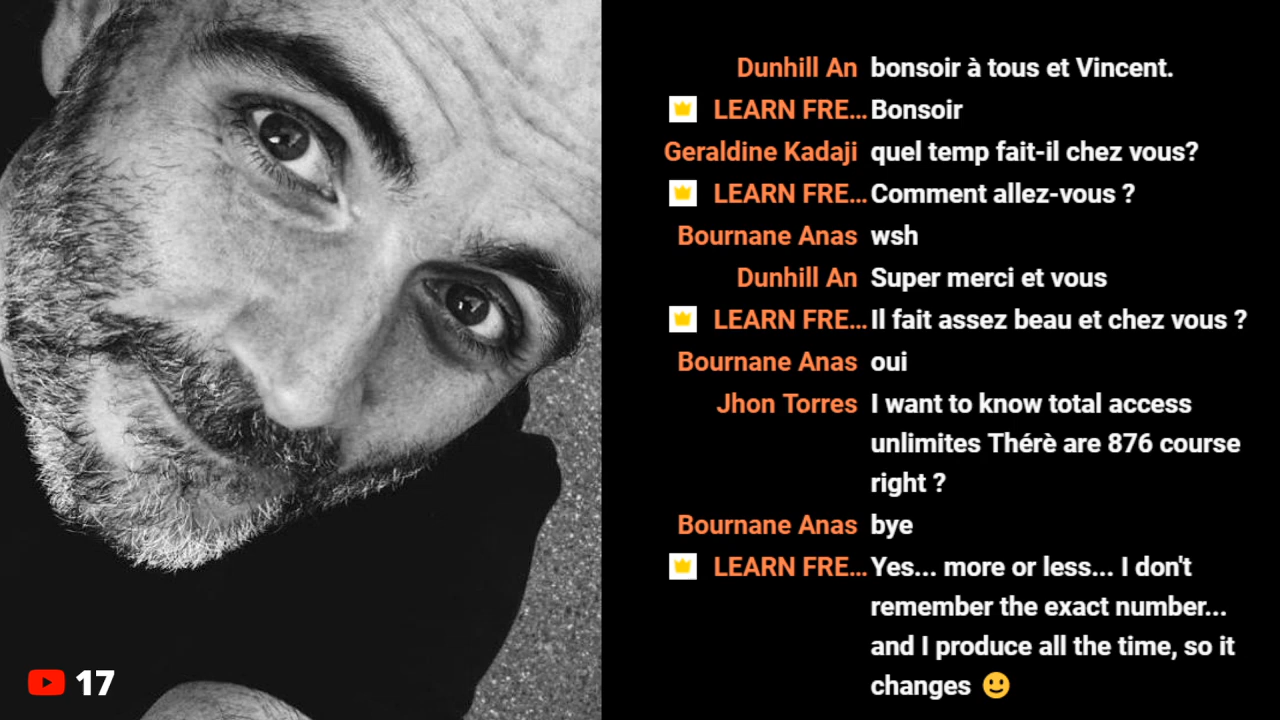 Dunhill An bonsoir à tous et Vincent.
LEARN FRE... Bonsoir
Geraldine Kadaji quel temp fait-il chez vous?
LEARN FRE... Comment allez-vous ?
Bournane Anas wsh
Dunhill An Super merci et vous
LEARN FRE... Il fait assez beau et chez vous ?
Bournane Anas oui
Jhon Torres I want to know total access
unlimites Thérè are 876 course
right ?
Bournane Anas bye
LEARN FRE... Yes... more or less... I don't
remember the exact number...
and I produce all the time, so it
changes 🙂
17